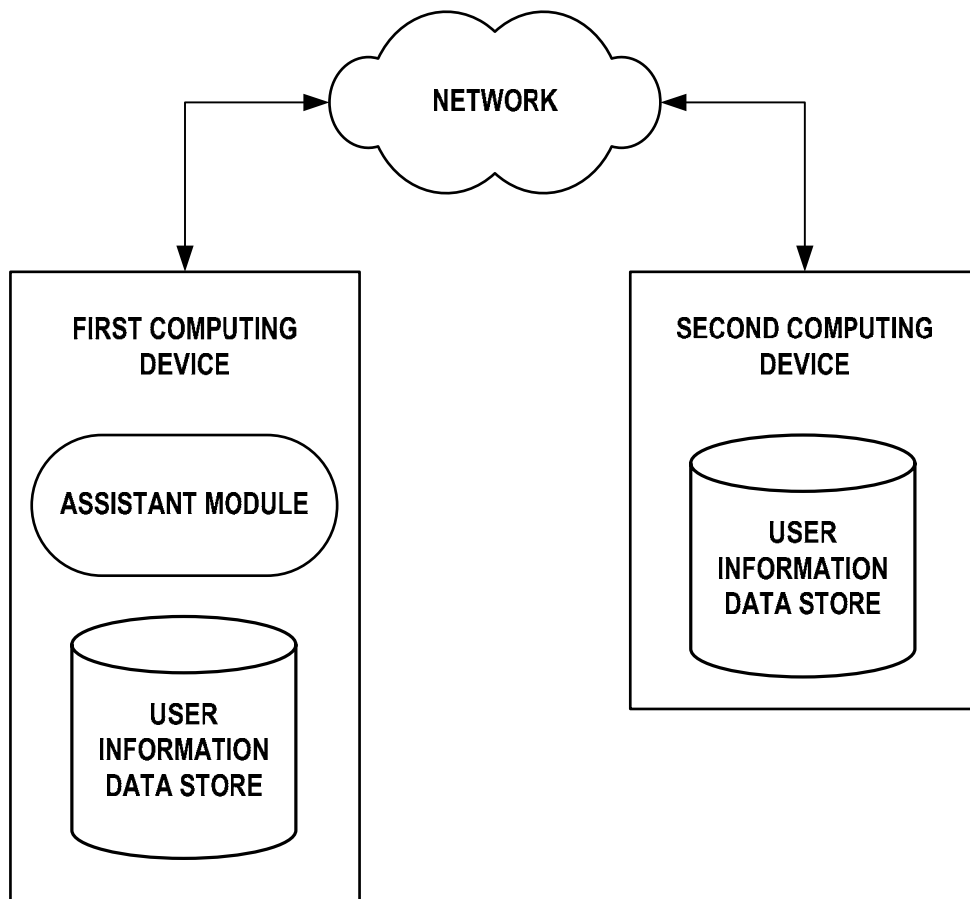 NETWORK
FIRST COMPUTING
DEVICE
ASSISTANT MODULE
USER
INFORMATION
DATA STORE
SECOND COMPUTING
DEVICE
USER
INFORMATION
DATA STORE